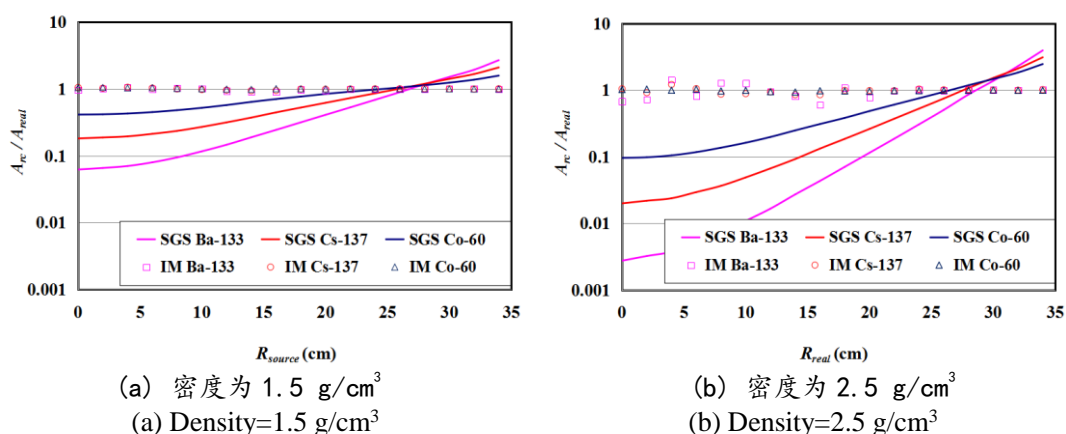 10
1
0.1
0.01
0.001
A_rc / A_real
SGS Ba-133 SGS Cs-137 SGS Co-60
IM Ba-133 IM Cs-137 IM Co-60
0 5 10 15 20 25 30 35
R_source (cm)
(a) 密度为 1.5 g/cm³
(a) Density=1.5 g/cm³
10
1
0.1
0.01
0.001
A_rc / A_real
SGS Ba-133 SGS Cs-137 SGS Co-60
IM Ba-133 IM Cs-137 IM Co-60
0 5 10 15 20 25 30 35
R_real (cm)
(b) 密度为 2.5 g/cm³
(b) Density=2.5 g/cm³